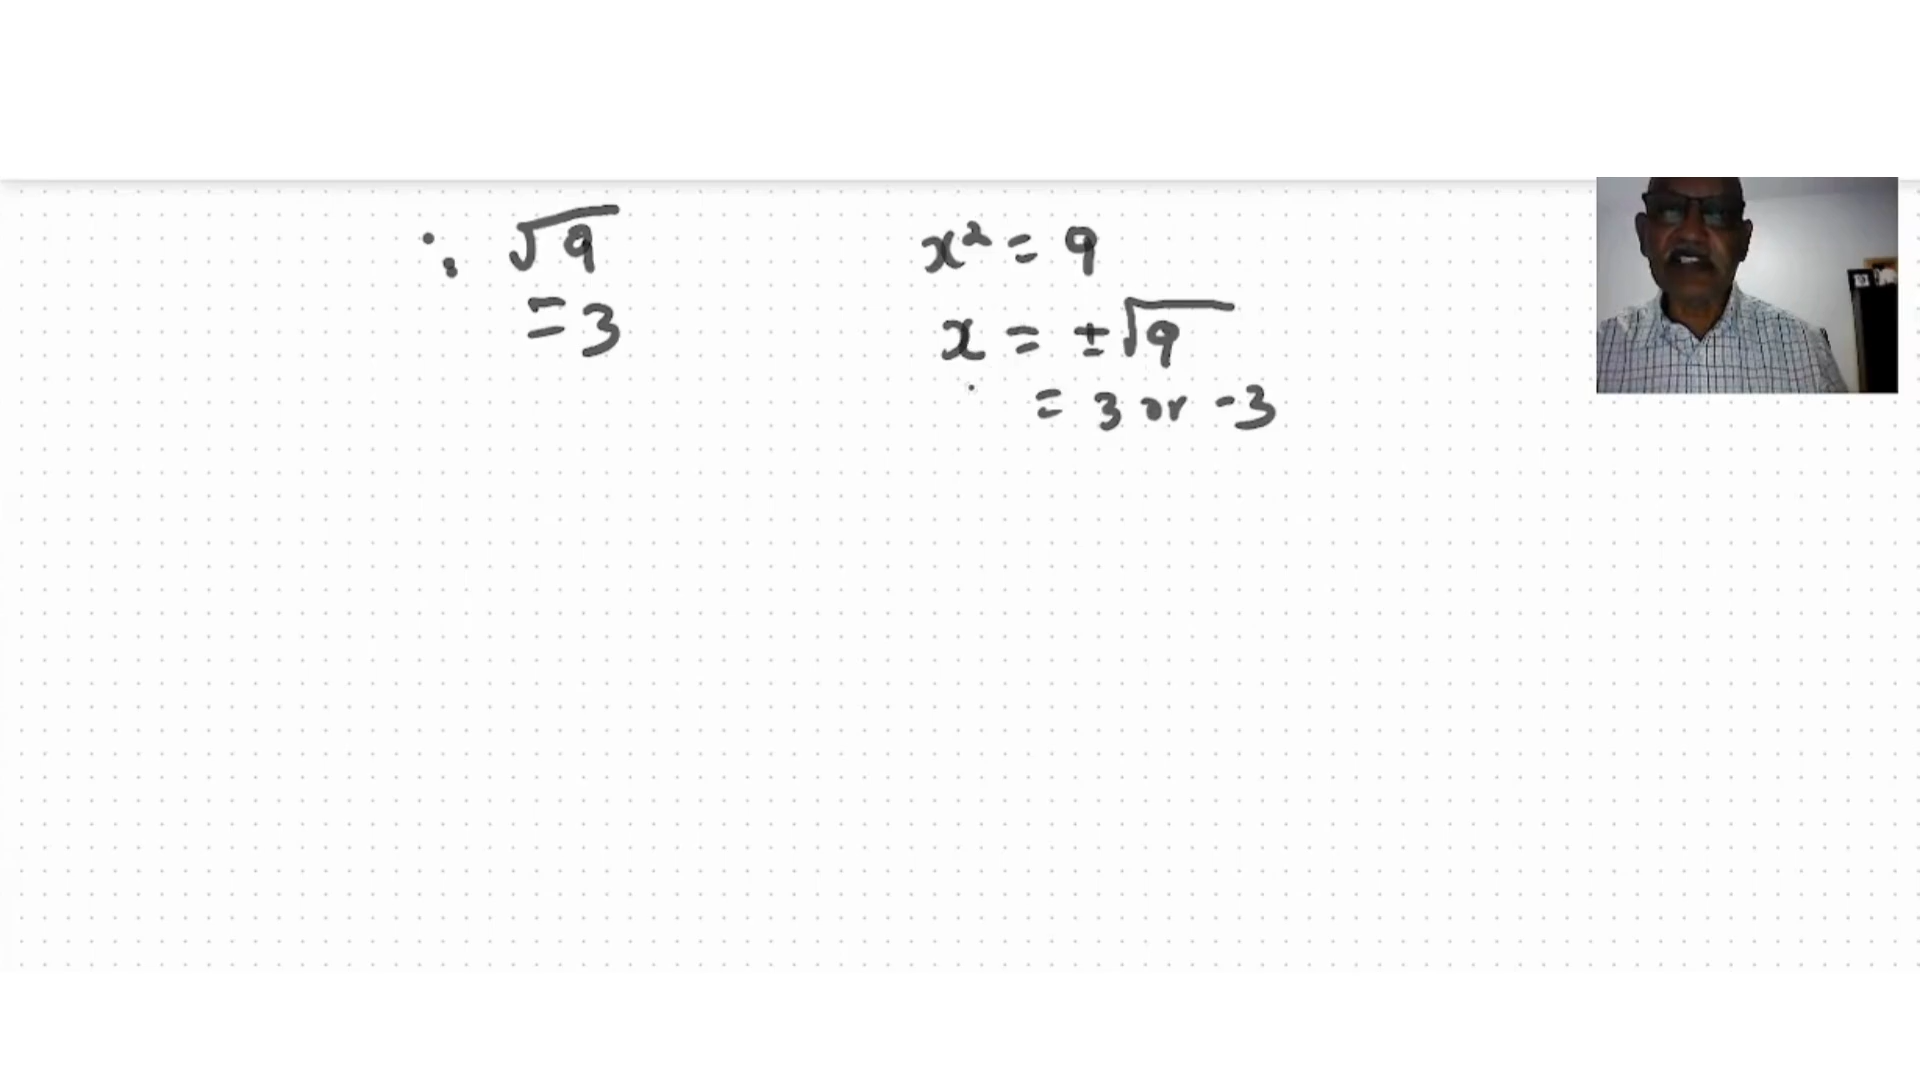 √9
= 3
x² = 9
x = ±√9
= 3 or -3